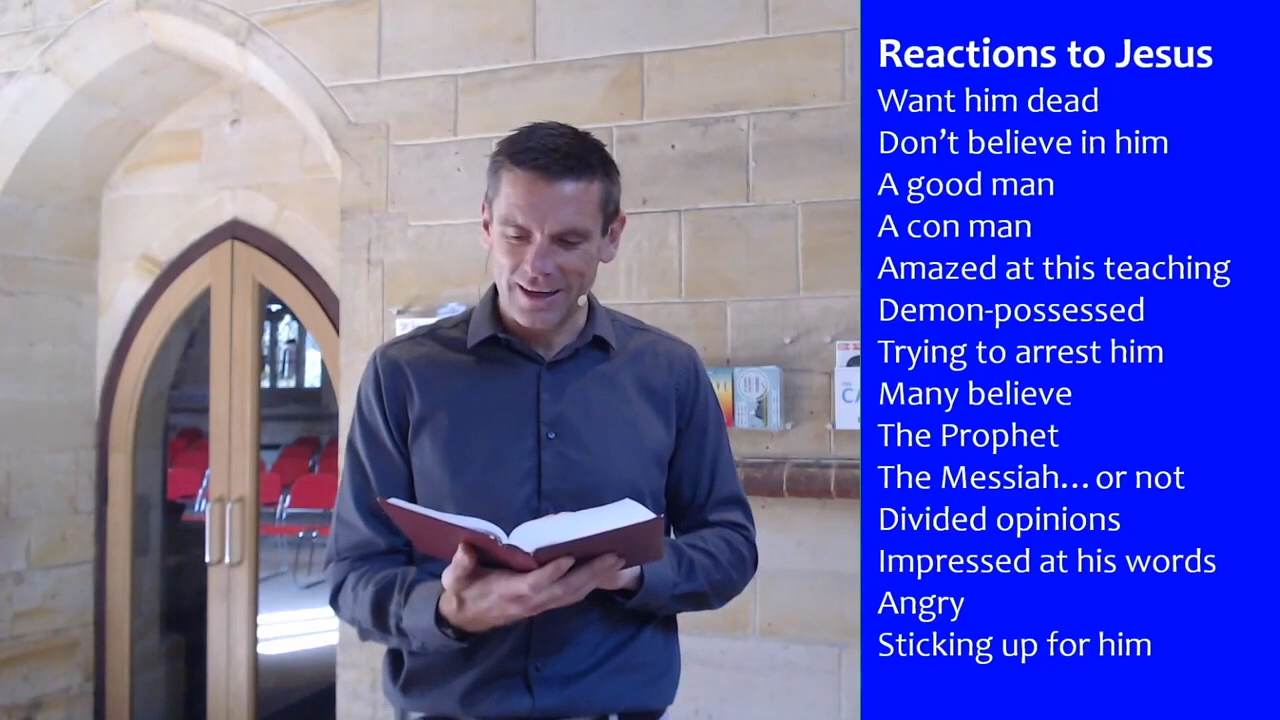 Reactions to Jesus
Want him dead
Don’t believe in him
A good man
A con man
Amazed at this teaching
Demon-possessed
Trying to arrest him
Many believe
The Prophet
The Messiah… or not
Divided opinions
Impressed at his words
Angry
Sticking up for him